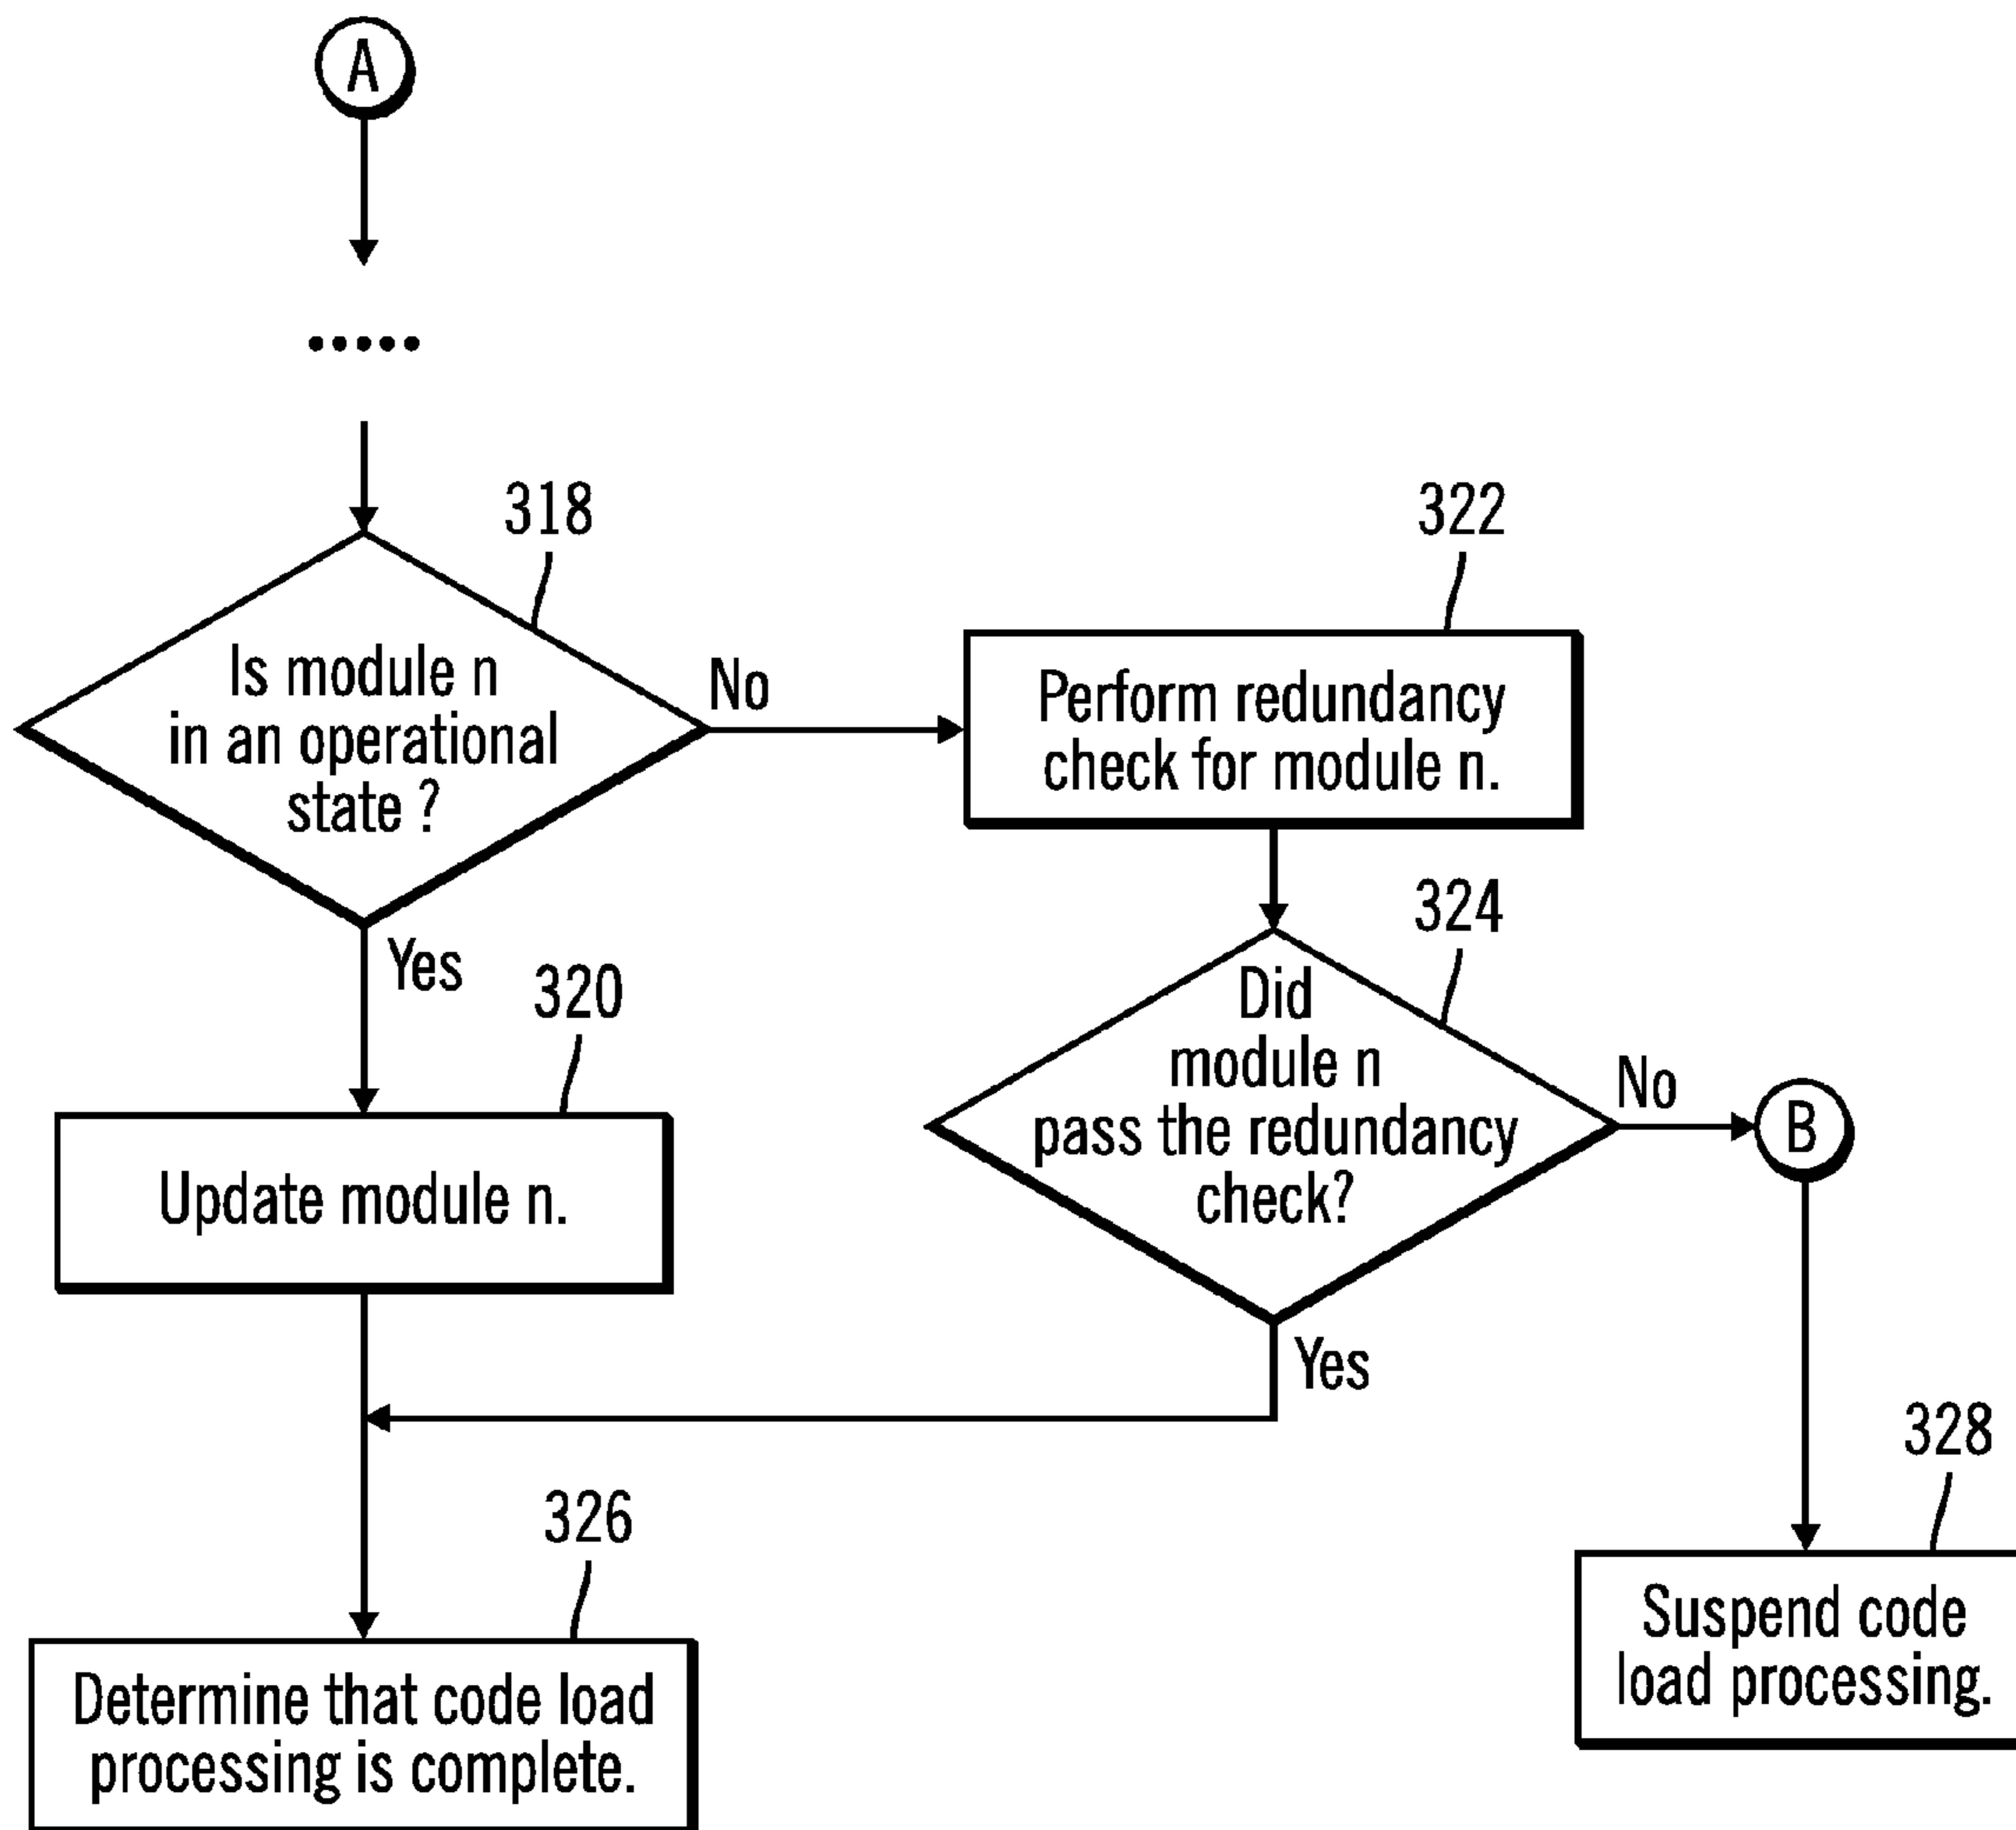 A
.....
318
Is module n
in an operational
state ?
No
Yes
322
Perform redundancy
check for module n.
324
Did
module n
pass the redundancy
check?
No
B
Yes
320
Update module n.
326
Determine that code load
processing is complete.
328
Suspend code
load processing.